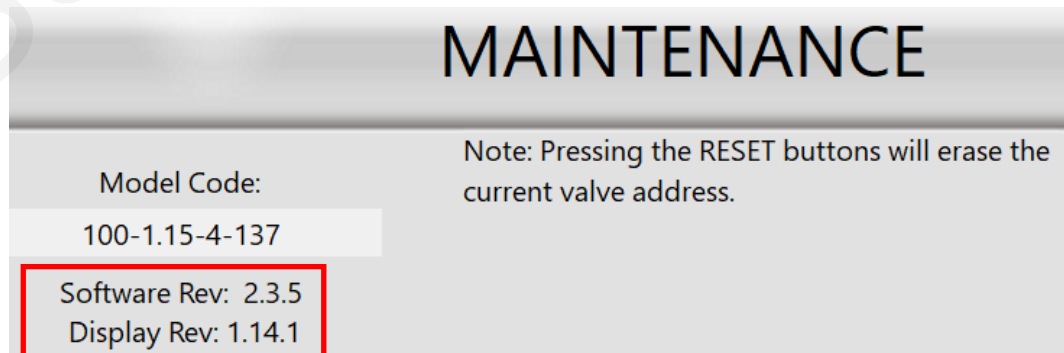 MAINTENANCE
Note: Pressing the RESET buttons will erase the
current valve address.
Model Code:
100-1.15-4-137
Software Rev: 2.3.5
Display Rev: 1.14.1